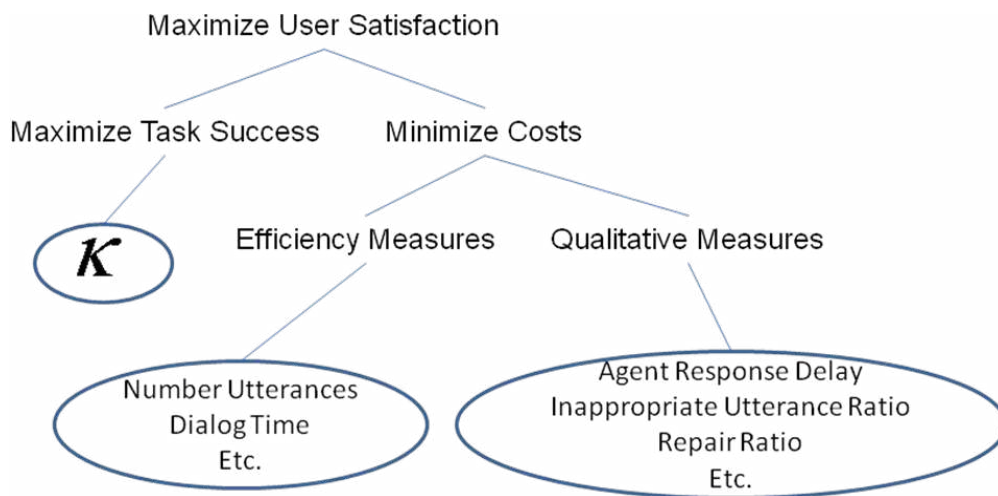 Maximize User Satisfaction
Maximize Task Success
Minimize Costs
κ
Efficiency Measures
Qualitative Measures
Number Utterances
Dialog Time
Etc.
Agent Response Delay
Inappropriate Utterance Ratio
Repair Ratio
Etc.